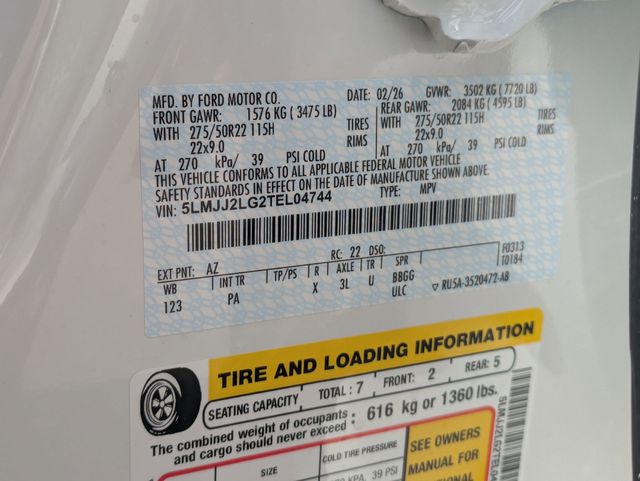 MFD. BY FORD MOTOR CO. DATE: 02/26 GVWR: 3502 KG ( 7720 LB)
FRONT GAWR: 1576 KG ( 3475 LB) REAR GAWR: 2084 KG ( 4595 LB)
WITH 275/50R22 115H TIRES WITH 275/50R22 115H TIRES
22x9.0 RIMS 22x9.0 RIMS
AT 270 kPa/ 39 PSI COLD AT 270 kPa/ 39 PSI COLD
THIS VEHICLE CONFORMS TO ALL APPLICABLE FEDERAL MOTOR VEHICLE
SAFETY STANDARDS IN EFFECT ON THE DATE OF MANUFACTURE SHOWN ABOVE.
VIN: 5LMJJ2LG2TEL04744 TYPE: MPV
F0313
T0184
EXT PNT: AZ RC: 22 DSO:
WB INT TR TP/PS R AXLE TR SPR
123 PA X 3L U BBGG
ULC ▽ RU5A-3520472-AB
TIRE AND LOADING INFORMATION
SEATING CAPACITY TOTAL : 7 FRONT: 2 REAR: 5
The combined weight of occupants
and cargo should never exceed : 616 kg or 1360 lbs.
SIZE COLD TIRE PRESSURE SEE OWNERS
MANUAL FOR
KPA, 39 PSI